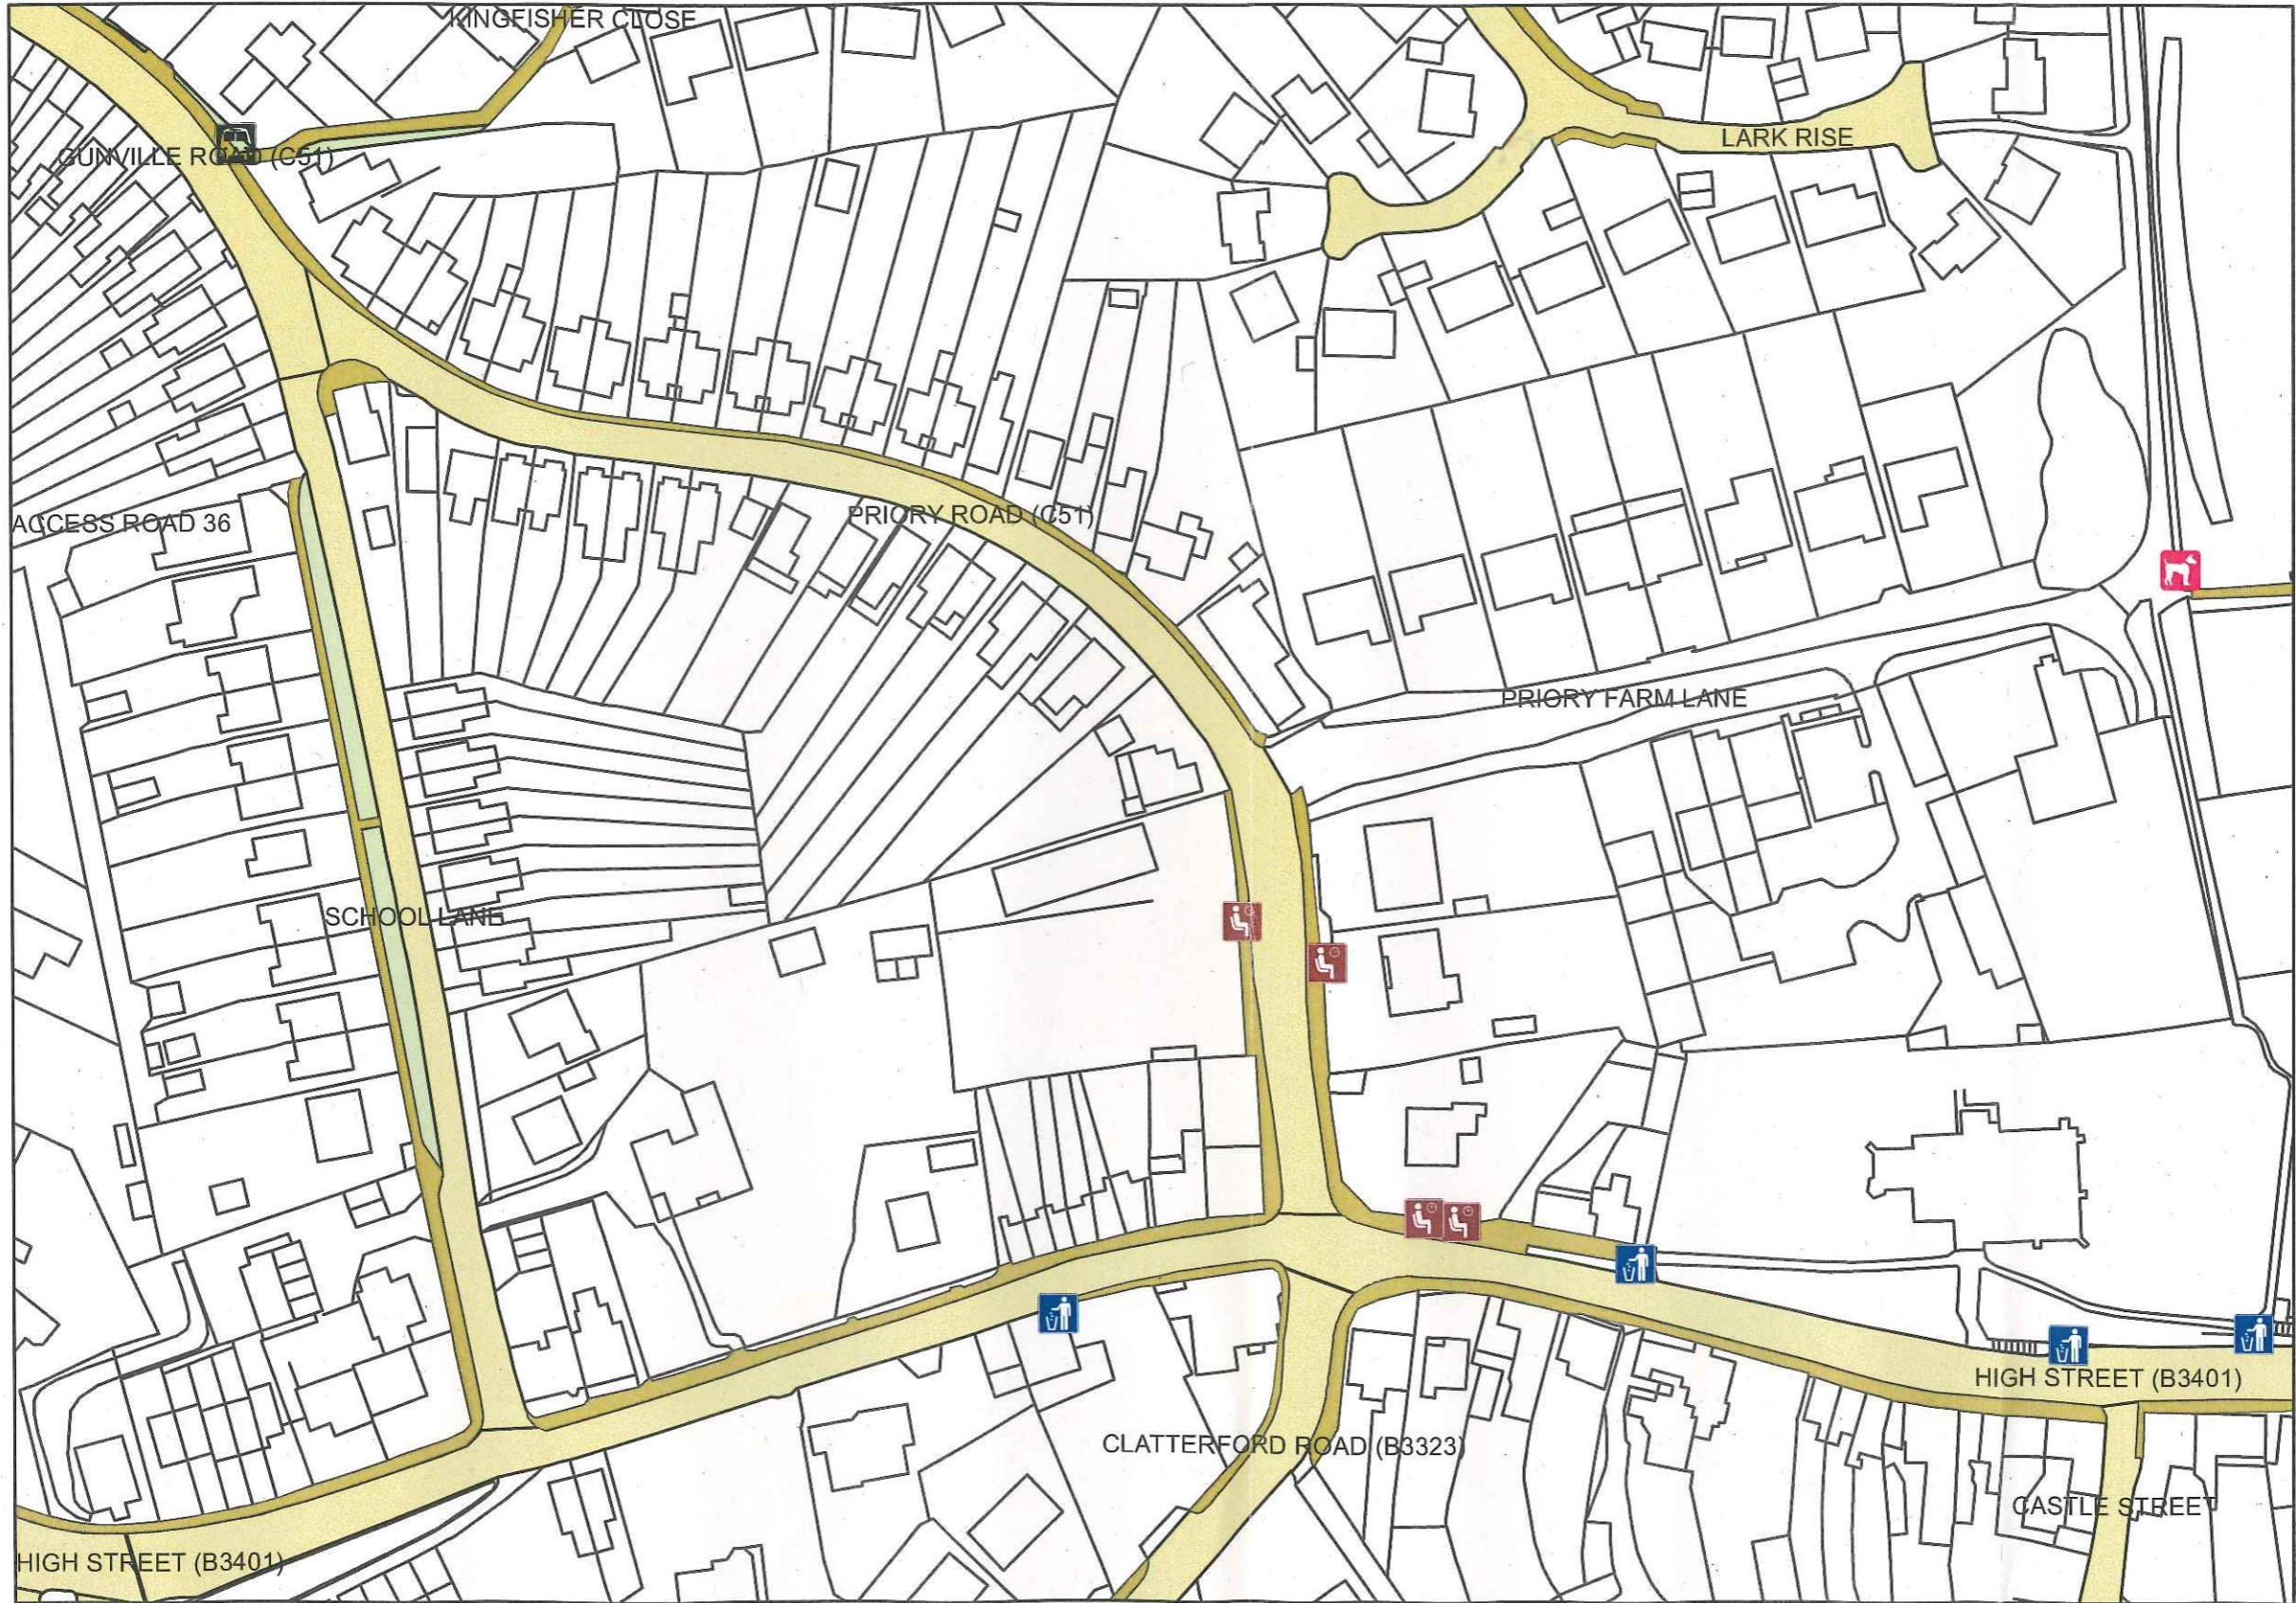 KINGFISHER CLOSE
LARK RISE
GUNVILLE ROAD (C51)
PRIORY ROAD (C51)
ACCESS ROAD 36
PRIORY FARM LANE
SCHOOL LANE
HIGH STREET (B3401)
CLATTERFORD ROAD (B3323)
CASTLE STREET
HIGH STREET (B3401)